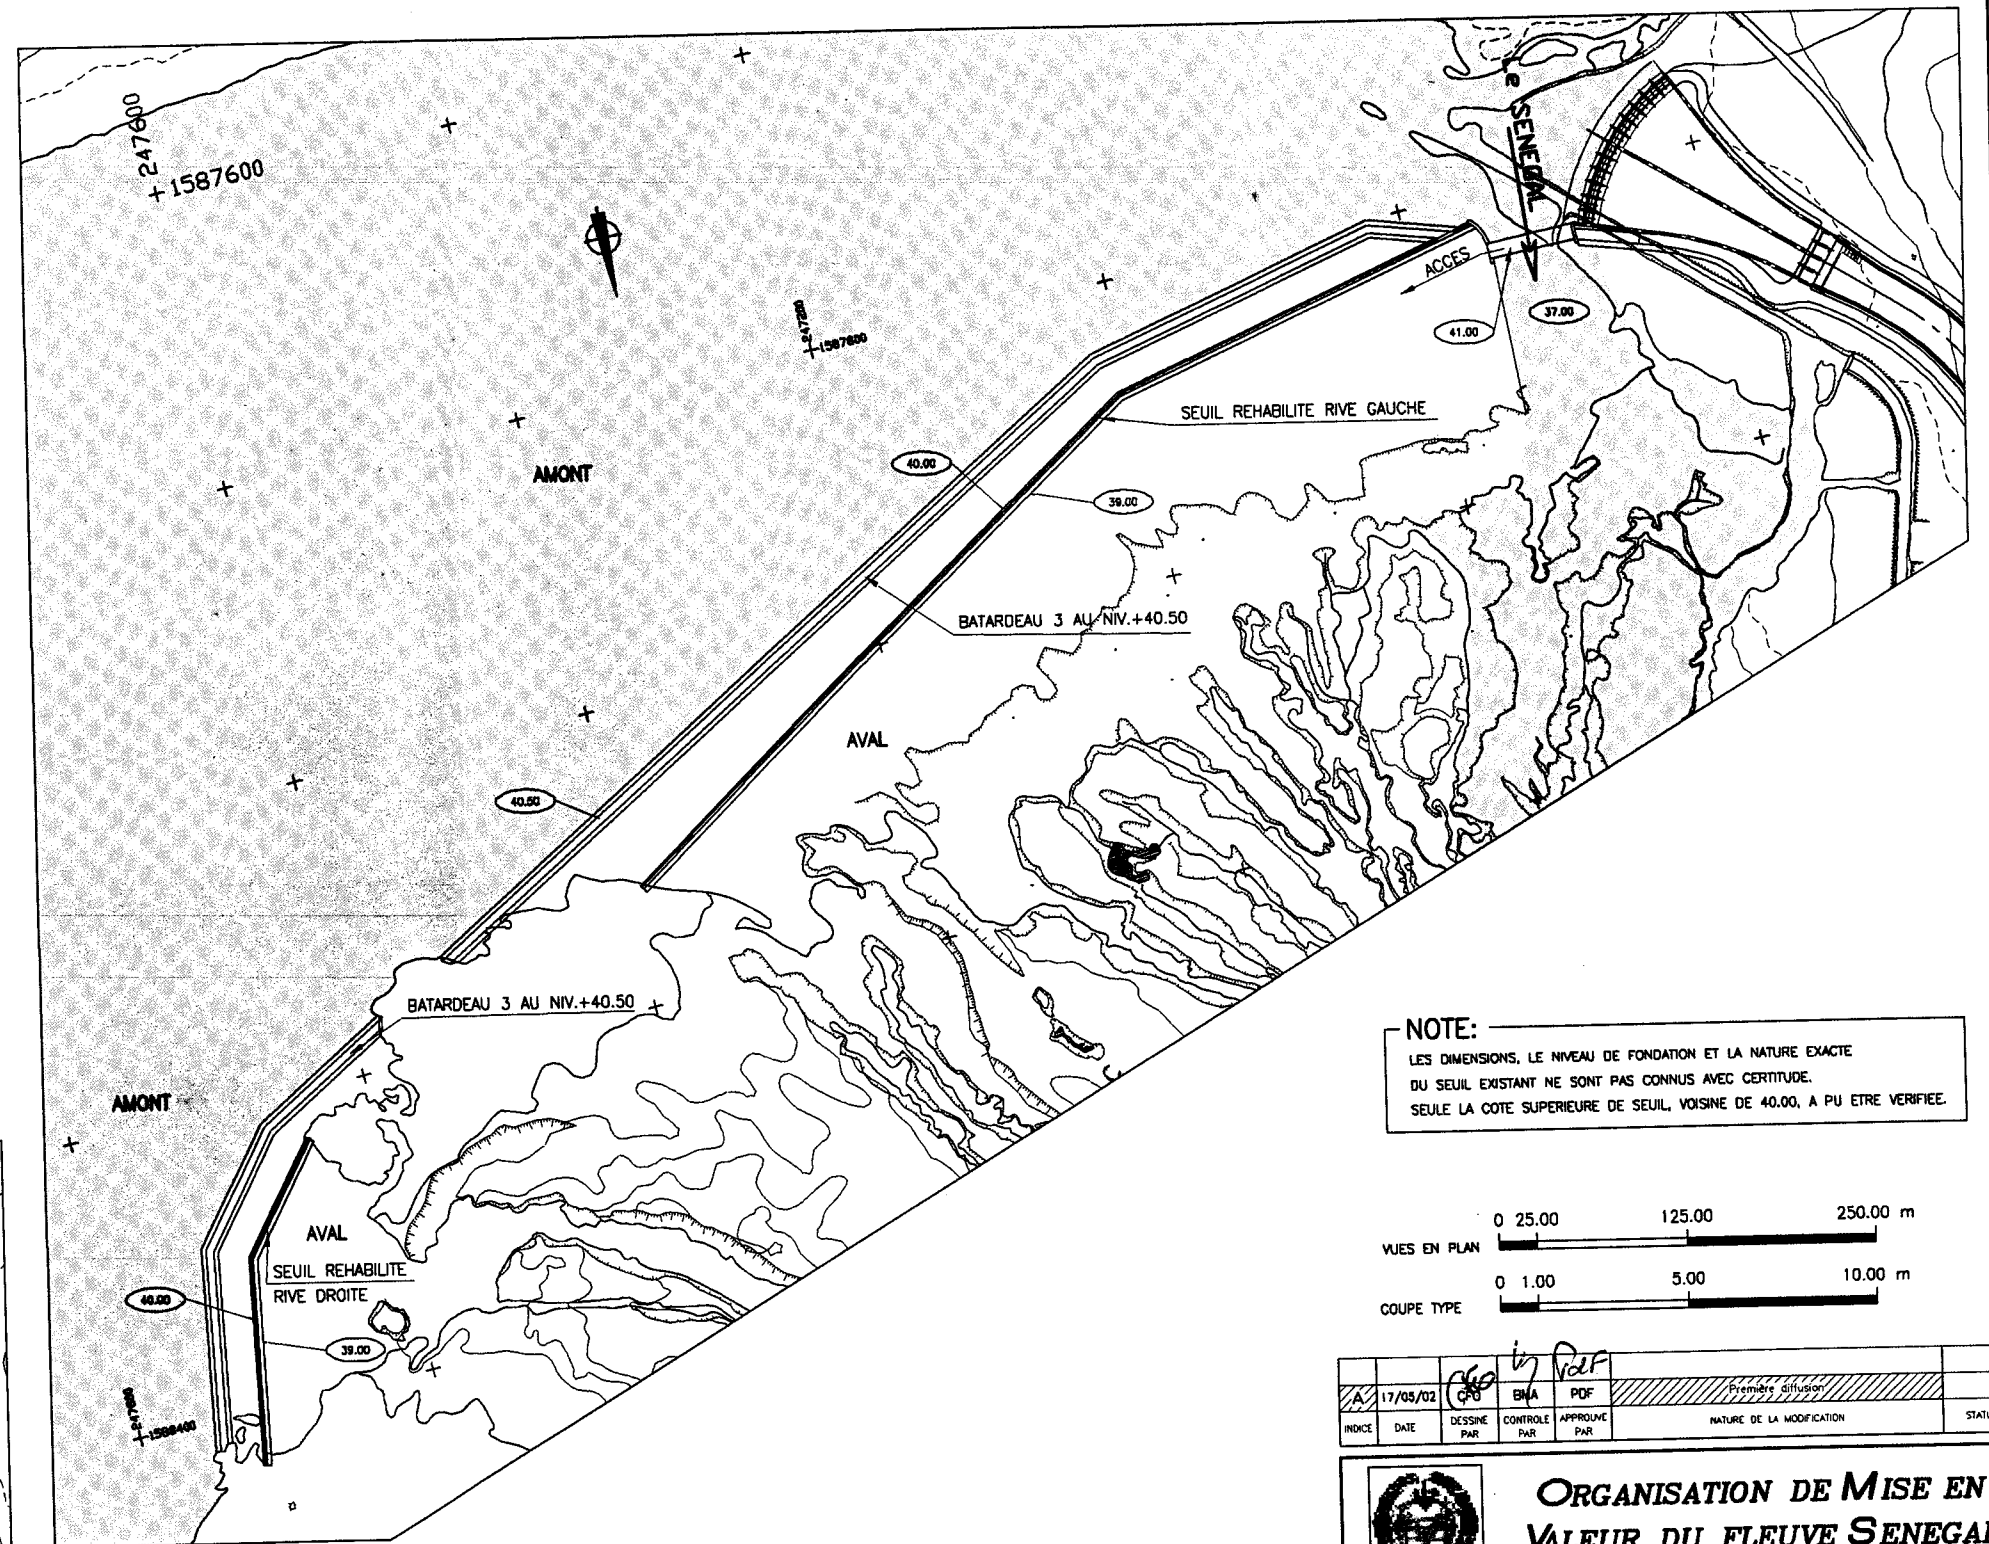 247600
1587600
Le SENEGAL
ACCES
41.00
37.00
SEUIL REHABILITE RIVE GAUCHE
40.00
39.00
AMONT
BATARDEAU 3 AU NIV.+40.50
AVAL
40.50
BATARDEAU 3 AU NIV.+40.50
NOTE:
LES DIMENSIONS, LE NIVEAU DE FONDATION ET LA NATURE EXACTE
DU SEUIL EXISTANT NE SONT PAS CONNUS AVEC CERTITUDE.
SEULE LA COTE SUPERIEURE DE SEUIL, VOISINE DE 40.00, A PU ETRE VERIFIEE.
AMONT
AVAL
SEUIL REHABILITE
RIVE DROITE
40.00
39.00
0 25.00 125.00 250.00 m
VUES EN PLAN
0 1.00 5.00 10.00 m
COUPE TYPE
A 17/05/02 CFG BMA PDF Première diffusion
INDICE DATE DESSINE PAR CONTROLE PAR APPROUVE PAR NATURE DE LA MODIFICATION
ORGANISATION DE MISE EN
VALEUR DU FLEUVE SENEGAL